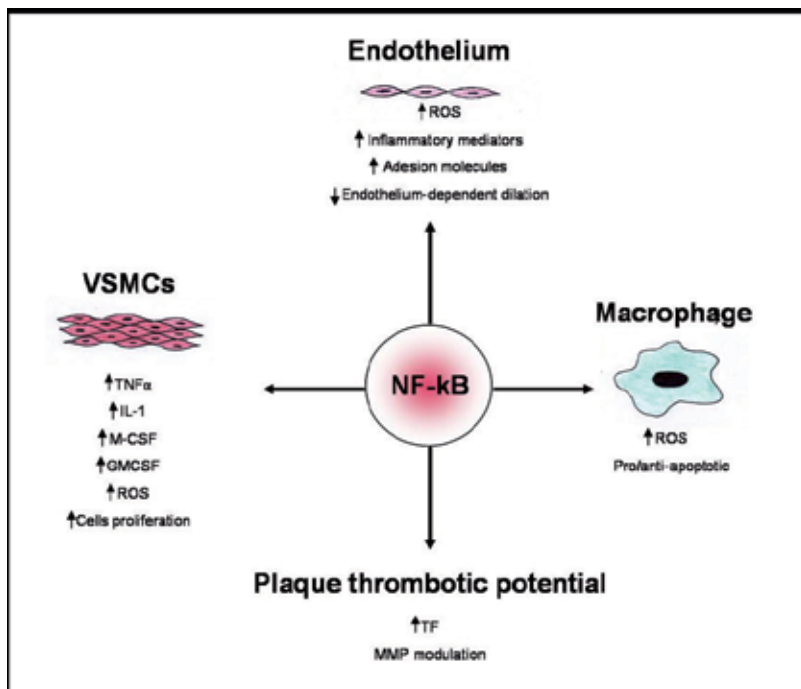 Endothelium
↑ROS
↑Inflammatory mediators
↑Adesion molecules
↓Endothelium-dependent dilation
VSMCs
↑TNFα
↑IL-1
↑M-CSF
↑GMCSF
↑ROS
↑Cells proliferation
NF-kB
Macrophage
↑ROS
Pro/anti-apoptotic
Plaque thrombotic potential
↑TF
MMP modulation